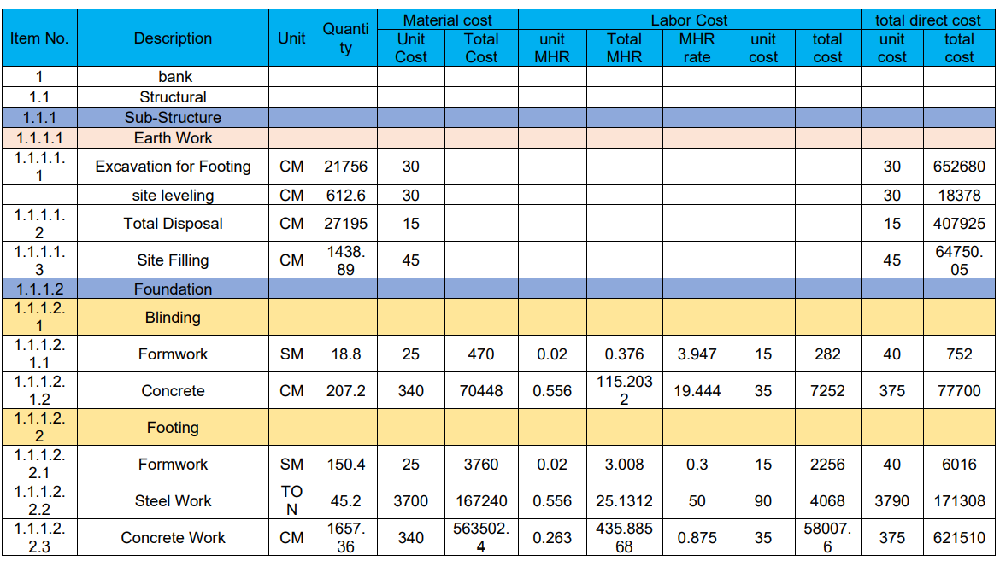 Item No. Description Unit Quanti ty Material cost Labor Cost total direct cost
Unit Cost Total Cost unit MHR Total MHR MHR rate unit cost total cost unit cost total cost
1 bank
1.1 Structural
1.1.1 Sub-Structure
1.1.1.1 Earth Work
1.1.1.1. 1 Excavation for Footing CM 21756 30 30 652680
site leveling CM 612.6 30 30 18378
1.1.1.1. 2 Total Disposal CM 27195 15 15 407925
1.1.1.1. 3 Site Filling CM 1438. 89 45 45 64750. 05
1.1.1.2 Foundation
1.1.1.2. 1 Blinding
1.1.1.2. 1.1 Formwork SM 18.8 25 470 0.02 0.376 3.947 15 282 40 752
1.1.1.2. 1.2 Concrete CM 207.2 340 70448 0.556 115.203 2 19.444 35 7252 375 77700
1.1.1.2. 2 Footing
1.1.1.2. 2.1 Formwork SM 150.4 25 3760 0.02 3.008 0.3 15 2256 40 6016
1.1.1.2. 2.2 Steel Work TO N 45.2 3700 167240 0.556 25.1312 50 90 4068 3790 171308
1.1.1.2. 2.3 Concrete Work CM 1657. 36 340 563502. 4 0.263 435.885 68 0.875 35 58007. 6 375 621510